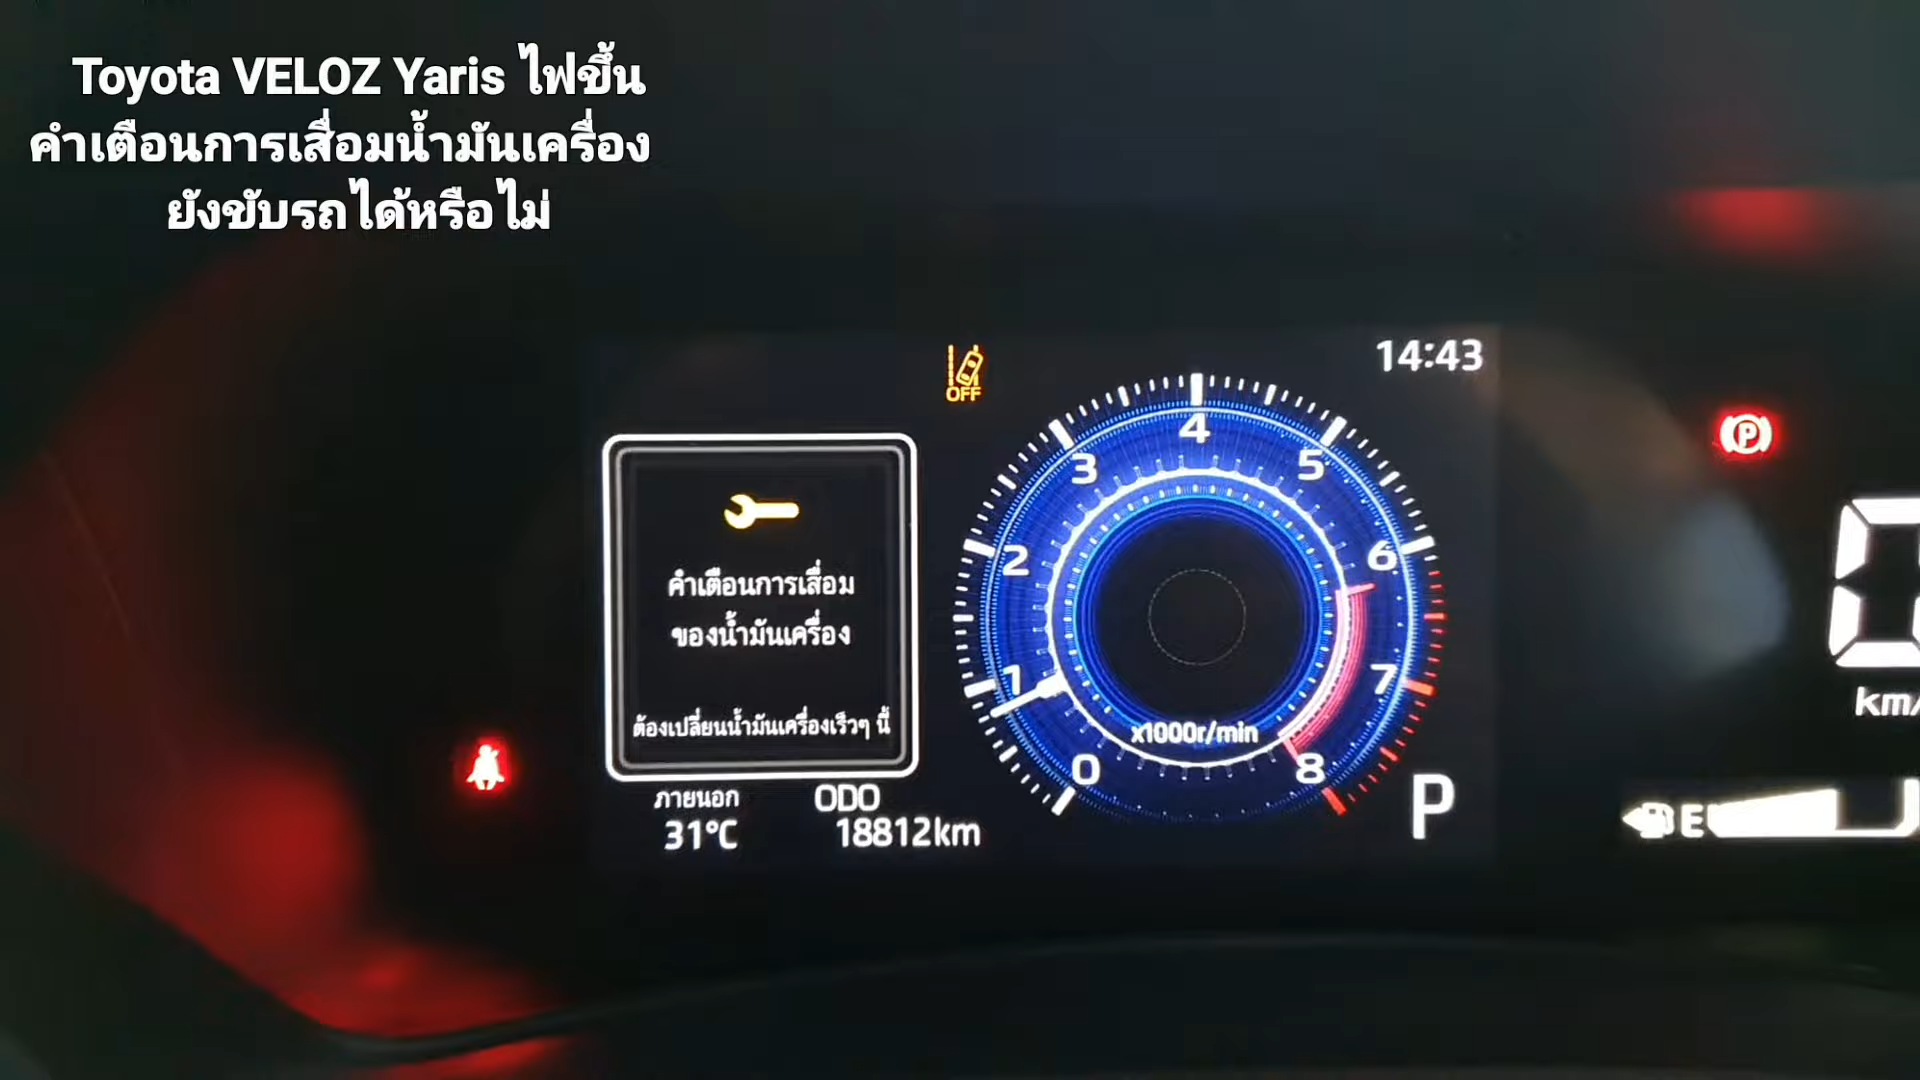 Toyota VELOZ Yaris ไฟขึ้น
คำเตือนการเสื่อมน้ำมันเครื่อง
ยังขับรถได้หรือไม่
OFF
14:43
คำเตือนการเสื่อม
ของน้ำมันเครื่อง
ต้องเปลี่ยนน้ำมันเครื่องเร็วๆ นี้
ภายนอก
31°C
ODO
18812km
0
1
2
3
4
5
6
7
8
x1000r/min
P
P
0
km/
E